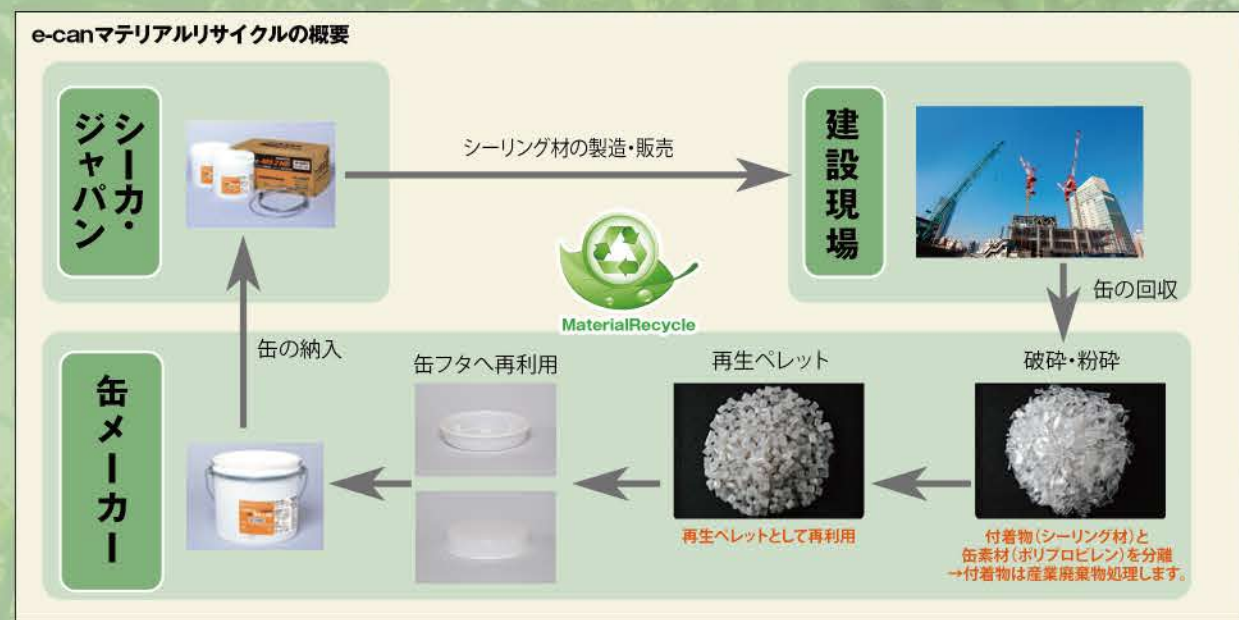 e-canマテリアルリサイクルの概要
シーカ・
ジャパン
シーリング材の製造・販売
建設現場
缶の回収
MaterialRecycle
缶メーカー
缶の納入
缶フタへ再利用
再生ペレット
破砕・粉砕
再生ペレットとして再利用
付着物(シーリング材)と
缶素材(ポリプロピレン)を分離
→付着物は産業廃棄物処理します。